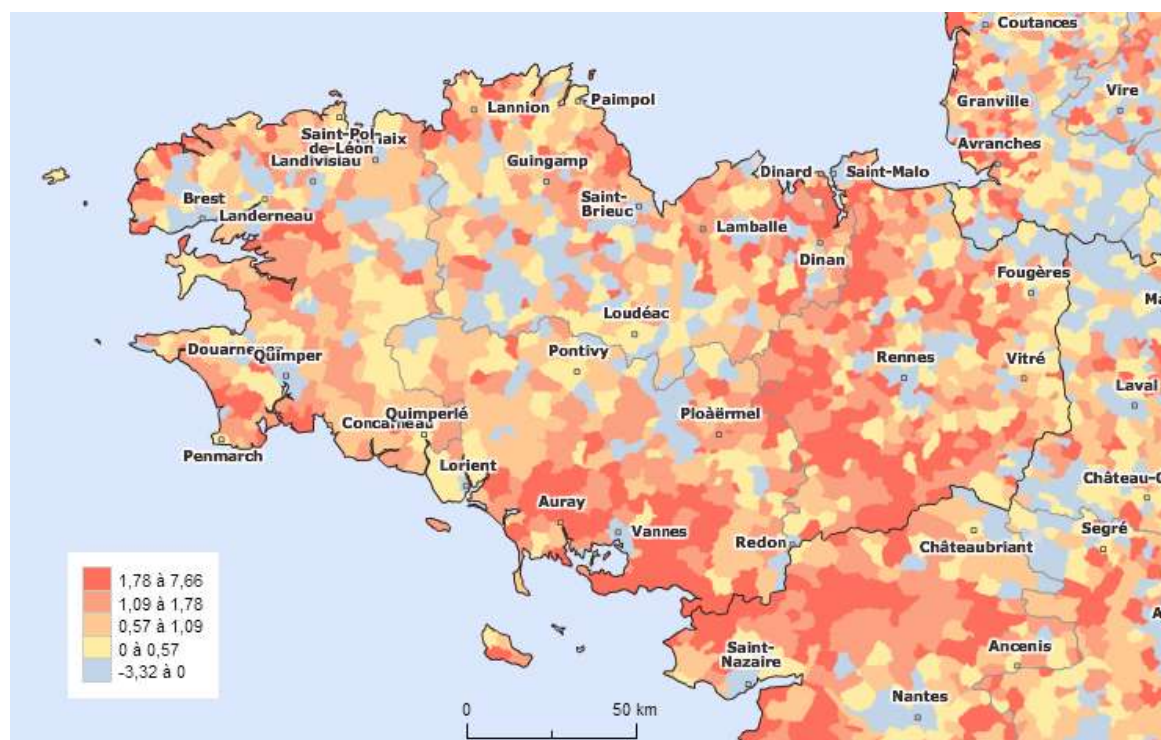 Coutances
Vire
Granville
Avranches
Paimpol
Lannion
Saint-Pol-
de-Léon
Landivisiau
Guingamp
Dinard
Saint-Malo
Brest
Landerneau
Saint-
Brieuc
Lamballe
Dinan
Fougères
Loudéac
Quimper
Pontivy
Rennes
Vitré
Laval
Quimperlé
Ploàërmel
Concarneau
Penmarch
Lorient
Auray
Vannes
Redon
Châteaubriant
Segré
1,78 à 7,66
1,09 à 1,78
0,57 à 1,09
0 à 0,57
-3,32 à 0
Saint-
Nazaire
Ancenis
Nantes
0
50 km